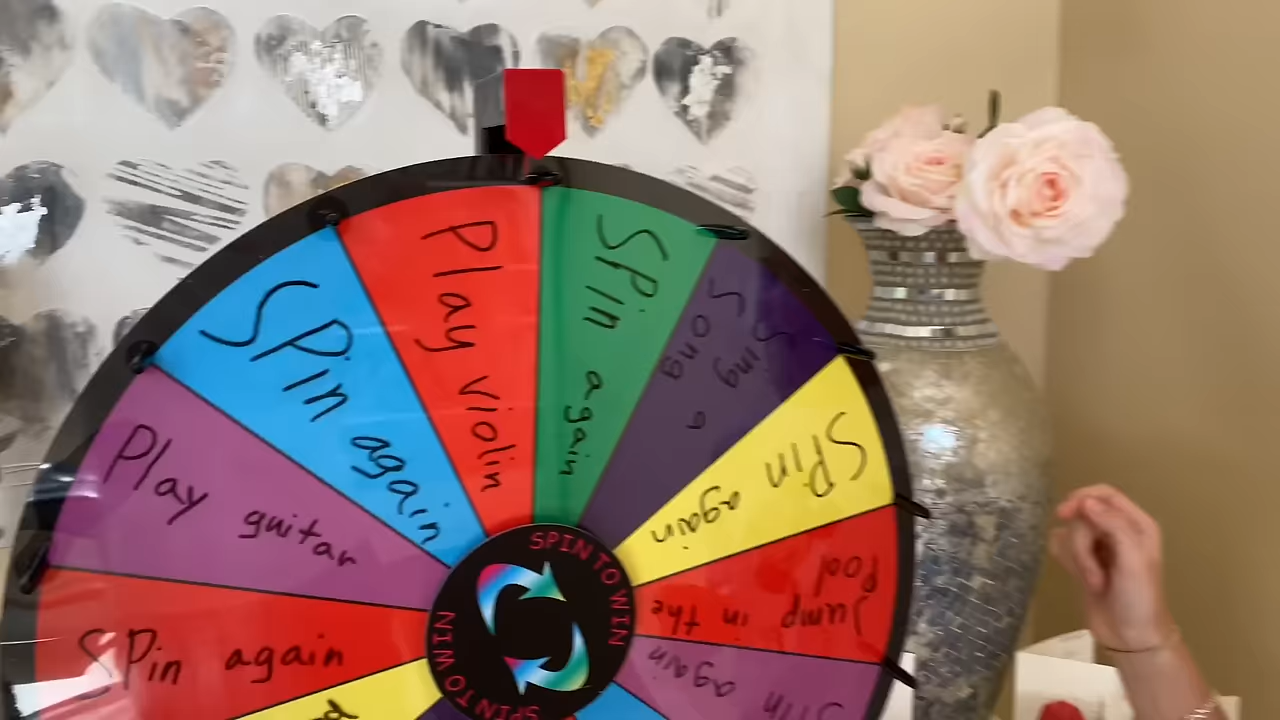 Play violin
Spin again
Sing a
Song
Spin again
Jump in the
Pool
Spin again
Spin again
Play guitar
Spin again
SPIN TO WIN
SPIN TO WIN